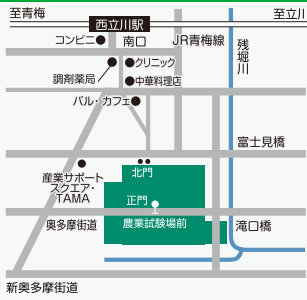 至青梅
至立川
西立川駅
コンビニ
南口
JR青梅線
残堀川
クリニック
調剤薬局
中華料理店
バル・カフェ
富士見橋
北門
産業サポート
スクエア・
TAMA
正門
奥多摩街道
農業試験場前
滝口橋
新奥多摩街道